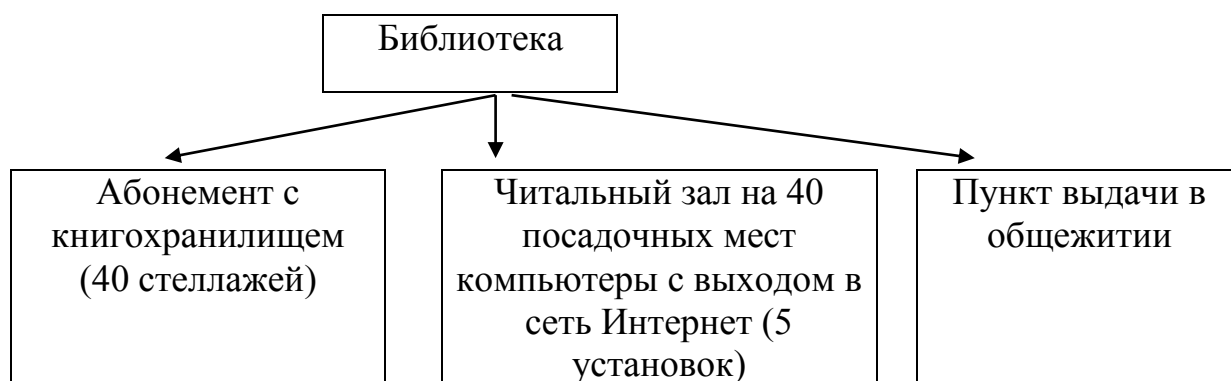 Библиотека
Абонемент с
книгохранилищем
(40 стеллажей)
Читальный зал на 40
посадочных мест
компьютеры с выходом в
сеть Интернет (5
установок)
Пункт выдачи в
общежитии